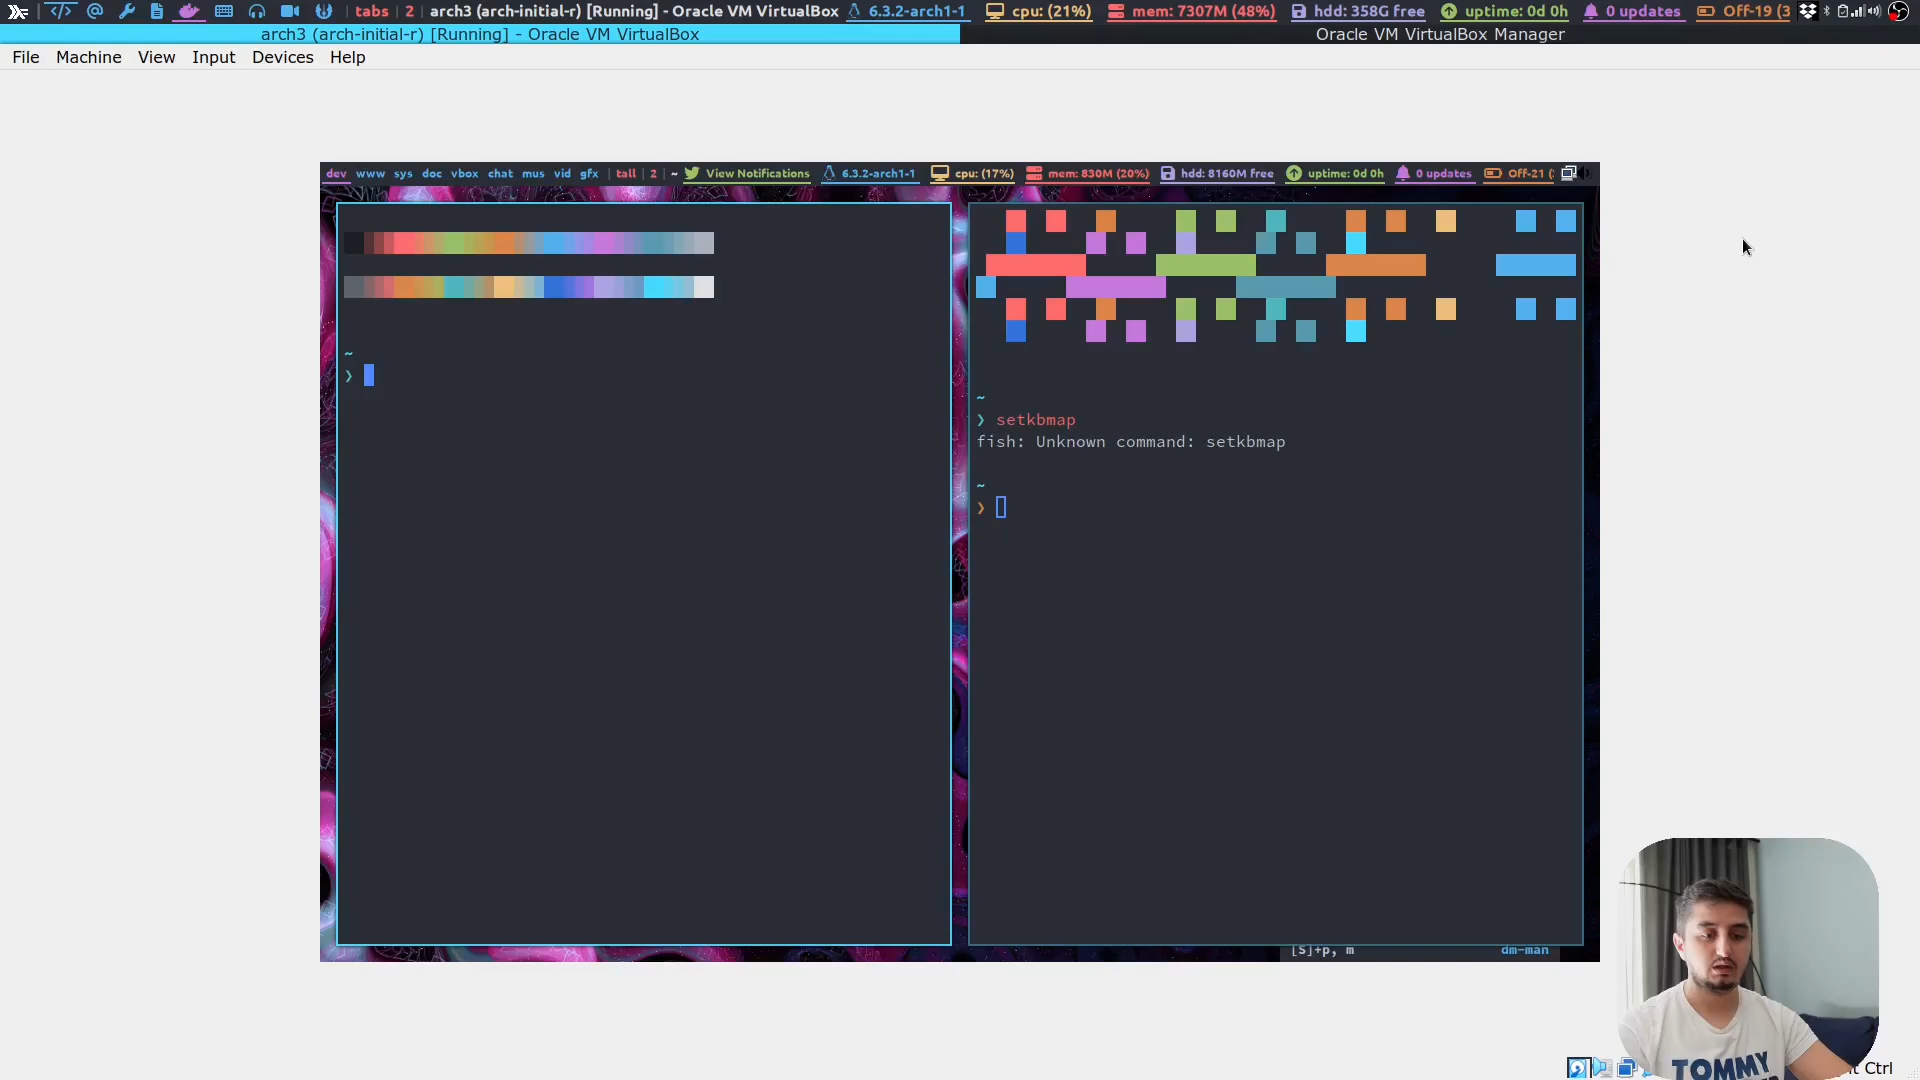 tabs | 2 | arch3 (arch-initial-r) [Running] - Oracle VM VirtualBox 6.3.2-arch1-1 cpu: (21%) mem: 7307M (48%) hdd: 358G free uptime: 0d 0h 0 updates Off-19 (3
arch3 (arch-initial-r) [Running] - Oracle VM VirtualBox
Oracle VM VirtualBox Manager
File Machine View Input Devices Help
dev www sys doc vbox chat mus vid gfx | tall | 2 | ~ View Notifications 6.3.2-arch1-1 cpu: (17%) mem: 830M (20%) hdd: 8160M free uptime: 0d 0h 0 updates Off-21 (
~
❯
~
❯ setkbmap
fish: Unknown command: setkbmap
~
❯
[S]+p, m dm-man
TOMMY
Ctrl